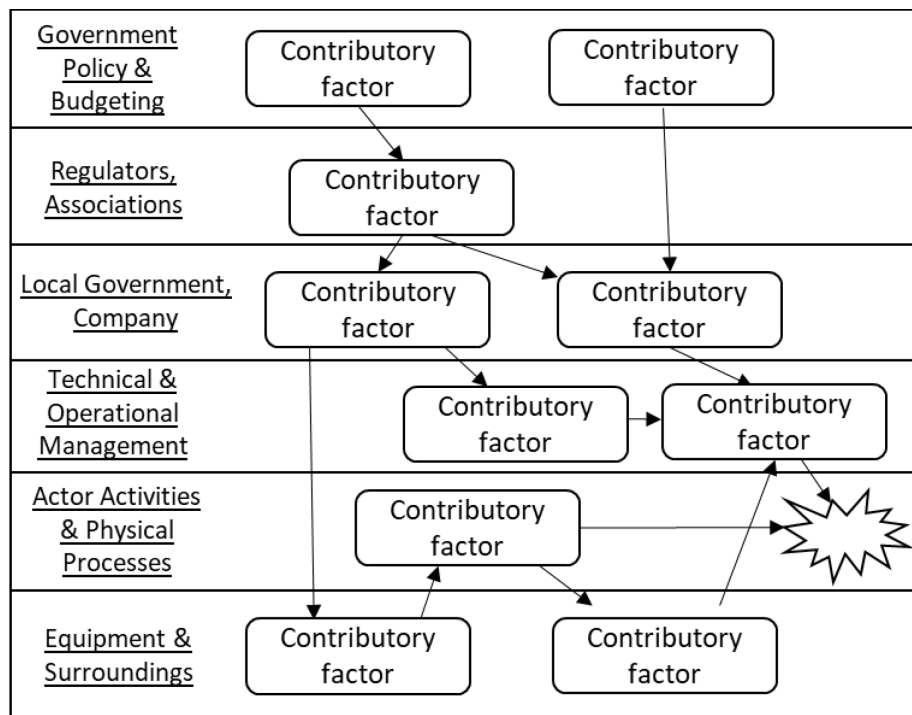 Government
Policy &
Budgeting
Contributory
factor
Contributory
factor
Regulators,
Associations
Contributory
factor
Local Government,
Company
Contributory
factor
Contributory
factor
Technical &
Operational
Management
Contributory
factor
Contributory
factor
Actor Activities
& Physical
Processes
Contributory
factor
Equipment &
Surroundings
Contributory
factor
Contributory
factor